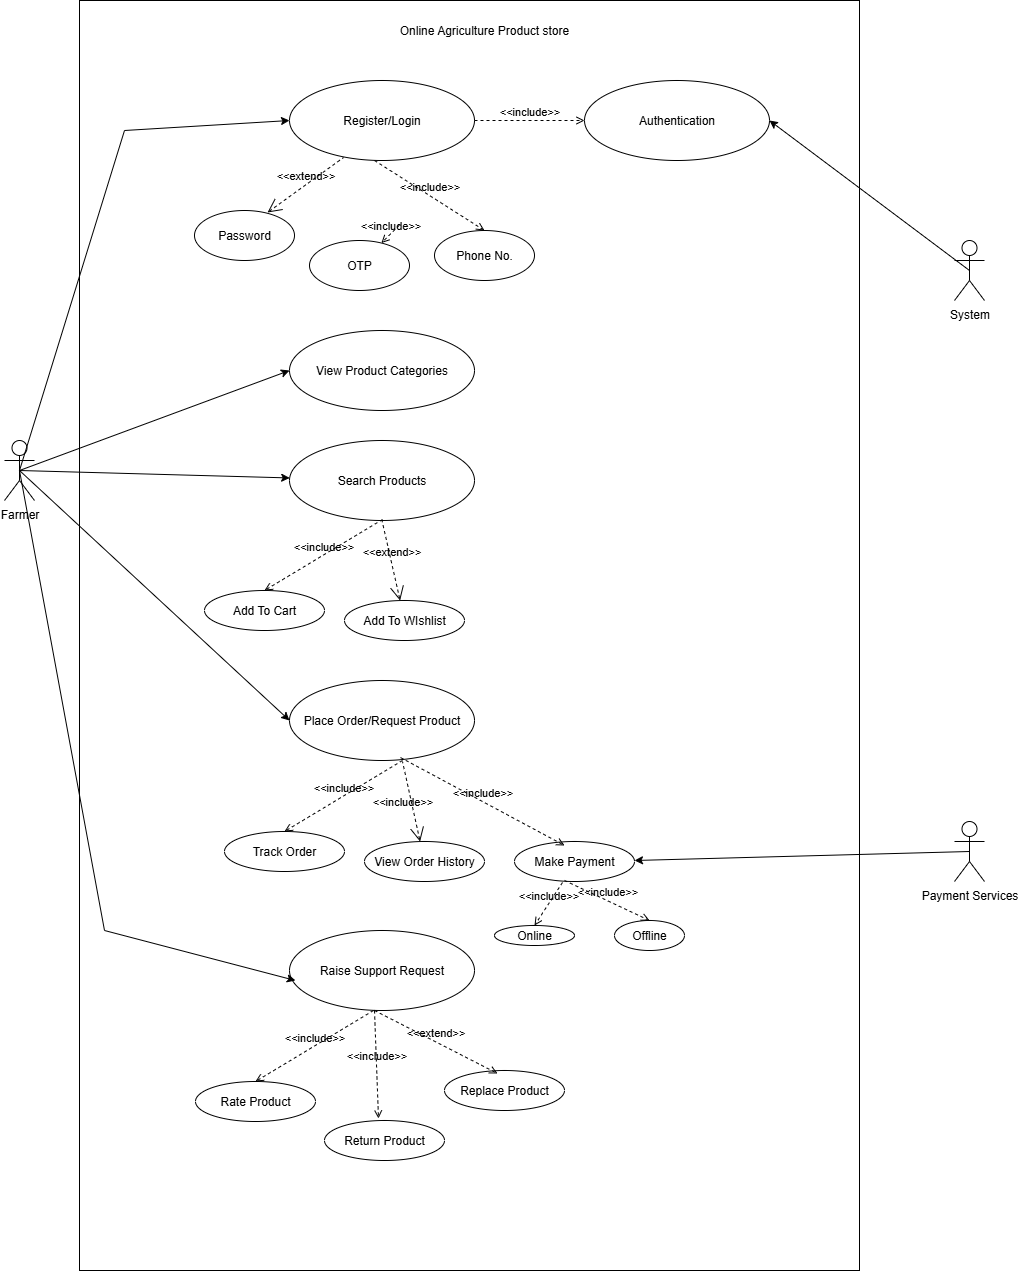 Online Agriculture Product store
Register/Login
<<include>>
Authentication
<<extend>>
<<include>>
Password
<<include>>
OTP
Phone No.
System
View Product Categories
Search Products
Farmer
<<include>>
<<extend>>
Add To Cart
Add To WIshlist
Place Order/Request Product
<<include>>
<<include>>
<<include>>
Track Order
View Order History
Make Payment
Payment Services
<<include>>
<<include>>
Online
Offline
Raise Support Request
<<include>>
<<include>>
<<extend>>
Rate Product
Replace Product
Return Product